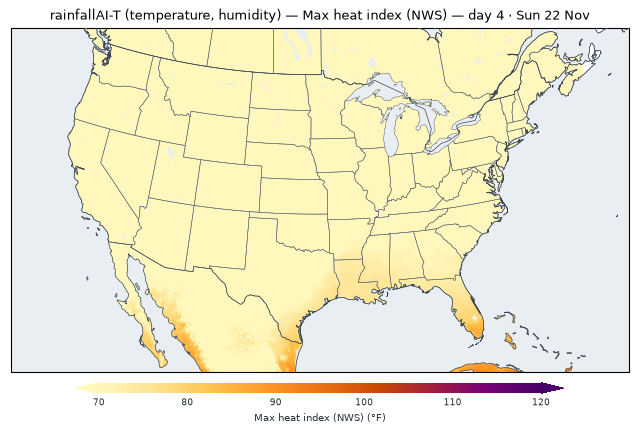 rainfallAI-T (temperature, humidity) — Max heat index (NWS) — day 4 · Sun 22 Nov
70 80 90 100 110 120
Max heat index (NWS) (°F)